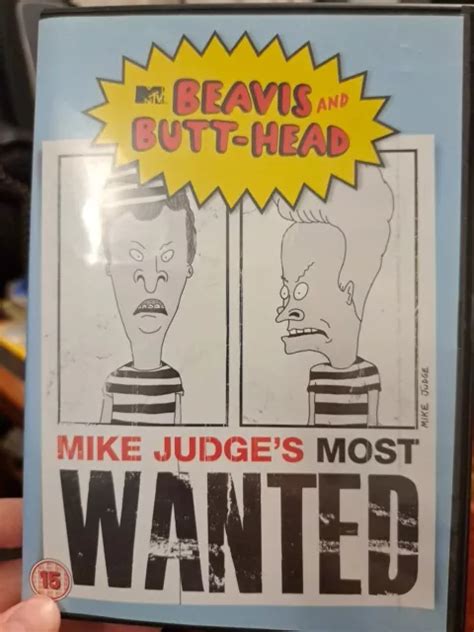 MTV BEAVIS AND
BUTT-HEAD
MIKE JUDGE
MIKE JUDGE'S MOST
WANTED
15